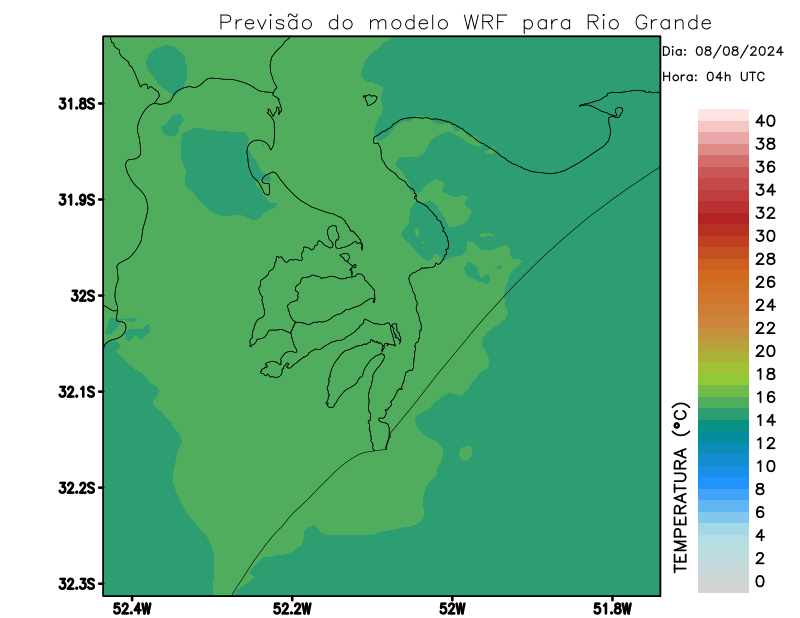 Previsão do modelo WRF para Rio Grande
Dia: 08/08/2024
Hora: 04h UTC
31.8S
31.9S
32S
32.1S
32.2S
32.3S
52.4W
52.2W
52W
51.8W
40
38
36
34
32
30
28
26
24
22
20
18
16
14
12
10
8
6
4
2
0
TEMPERATURA (°C)